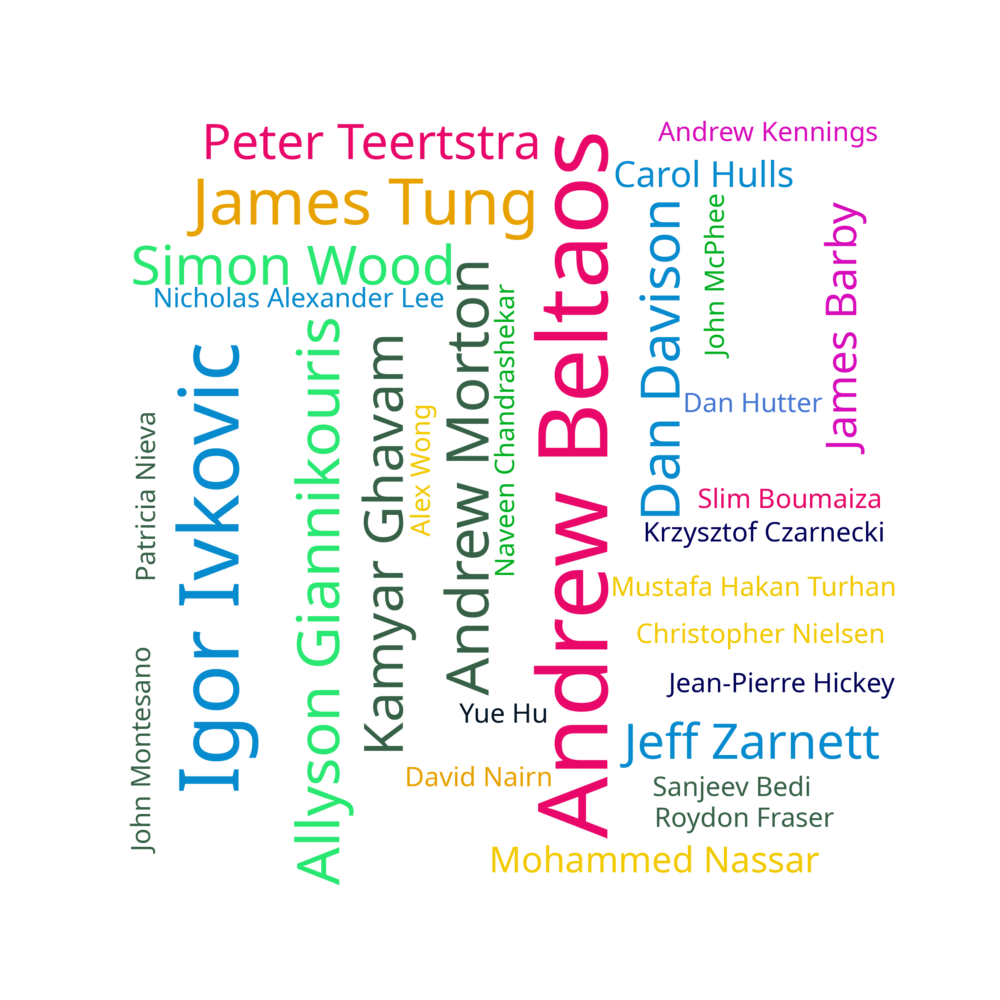 Peter Teertstra
Andrew Kennings
Carol Hulls
James Tung
Simon Wood
Nicholas Alexander Lee
Andrew Beltaos
Dan Davison
John McPhee
James Barby
Igor Ivkovic
Allyson Giannikouris
Kamyar Ghavam
Andrew Morton
Naveen Chandrashekar
Alex Wong
Patricia Nieva
Dan Hutter
Slim Boumaiza
Krzysztof Czarnecki
Mustafa Hakan Turhan
Christopher Nielsen
John Montesano
Jean-Pierre Hickey
Yue Hu
Jeff Zarnett
David Nairn
Sanjeev Bedi
Roydon Fraser
Mohammed Nassar